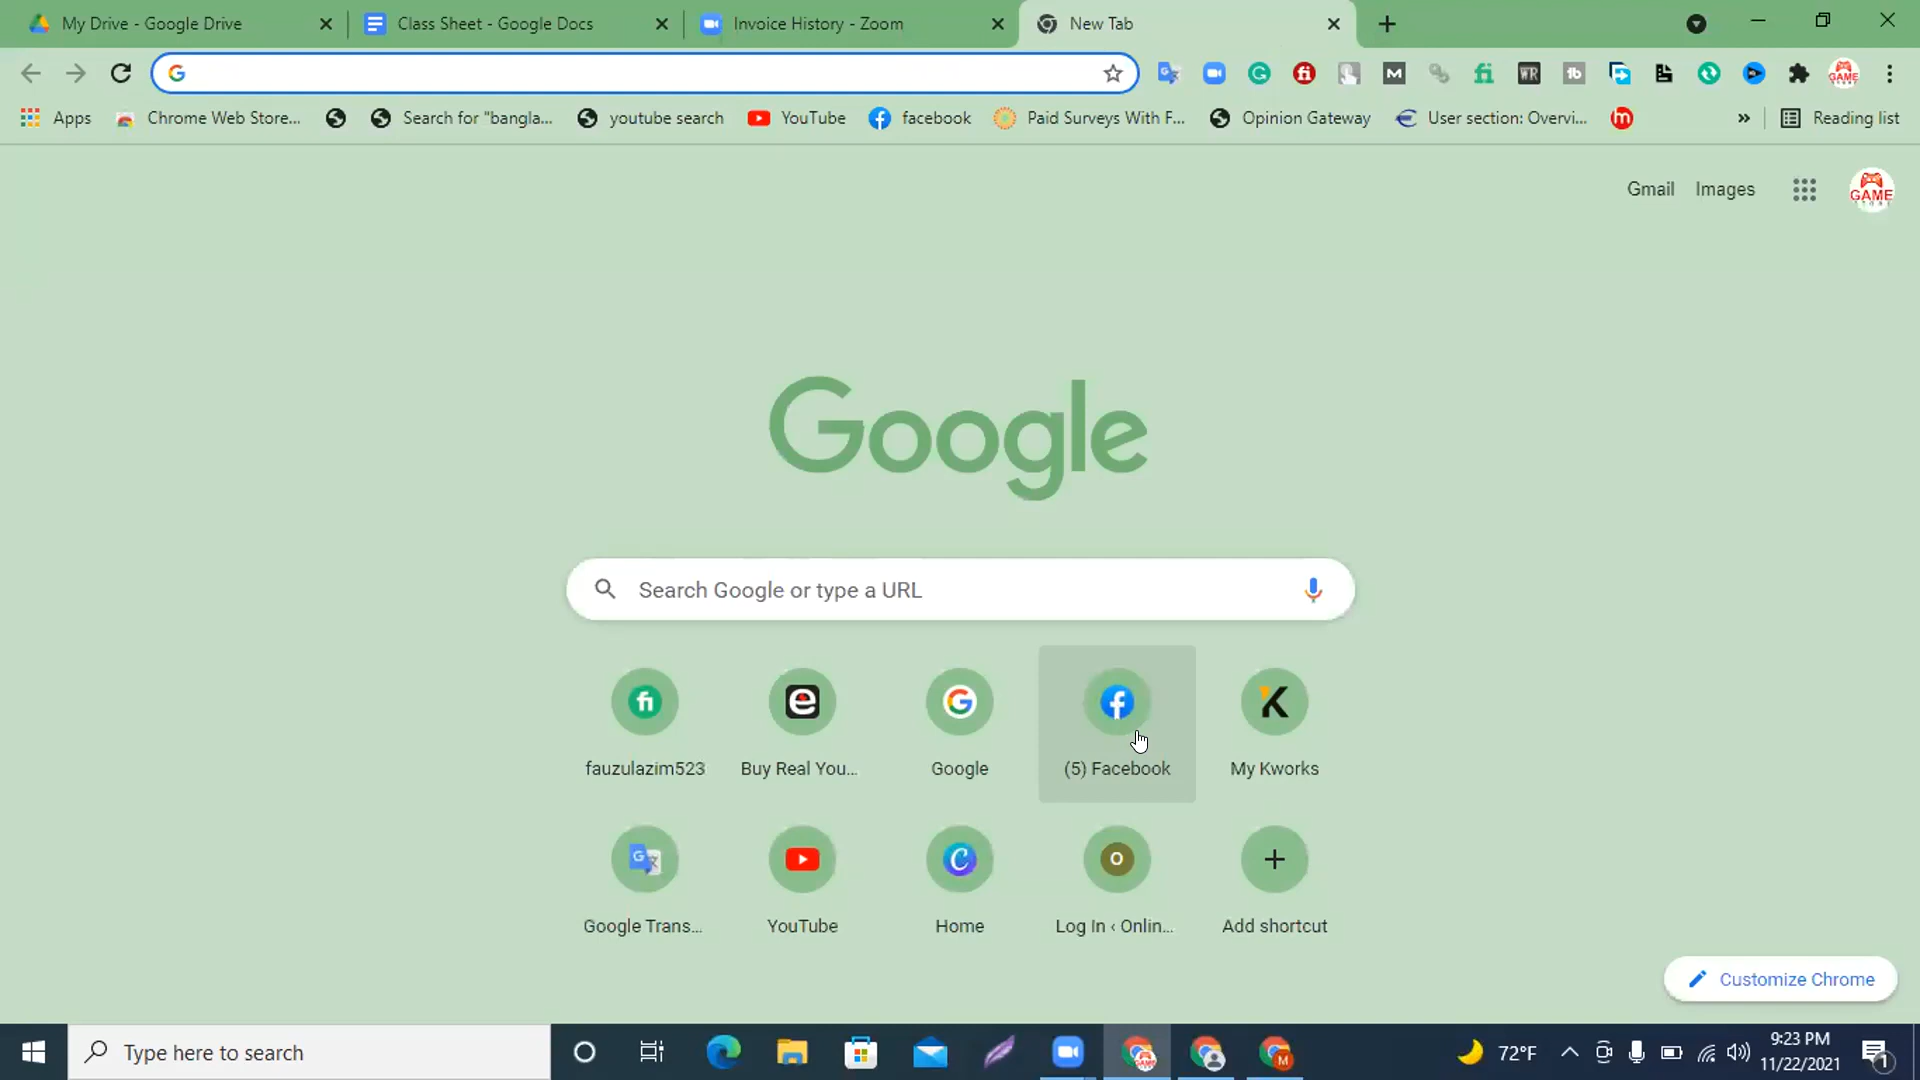 My Drive - Google Drive
Class Sheet - Google Docs
Invoice History - Zoom
New Tab
Apps
Chrome Web Store...
Search for "bangla...
youtube search
YouTube
facebook
Paid Surveys With F...
Opinion Gateway
User section: Overvi...
»
Reading list
Gmail
Images
GAME
Google
Search Google or type a URL
fauzulazim523
Buy Real You...
Google
(5) Facebook
My Kworks
Google Trans...
YouTube
Home
Log In ‹ Onlin...
Add shortcut
Customize Chrome
Type here to search
72°F
9:23 PM
11/22/2021
1